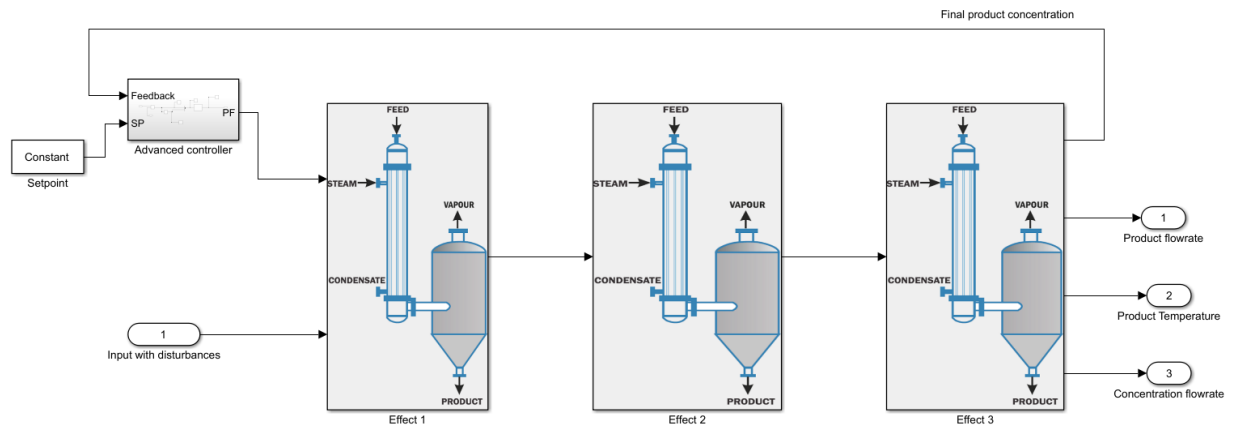 Final product concentration
Feedback
SP
PF
Advanced controller
Constant
Setpoint
1
Input with disturbances
FEED
STEAM
VAPOUR
CONDENSATE
PRODUCT
Effect 1
FEED
STEAM
VAPOUR
CONDENSATE
PRODUCT
Effect 2
FEED
STEAM
VAPOUR
CONDENSATE
PRODUCT
Effect 3
1
Product flowrate
2
Product Temperature
3
Concentration flowrate